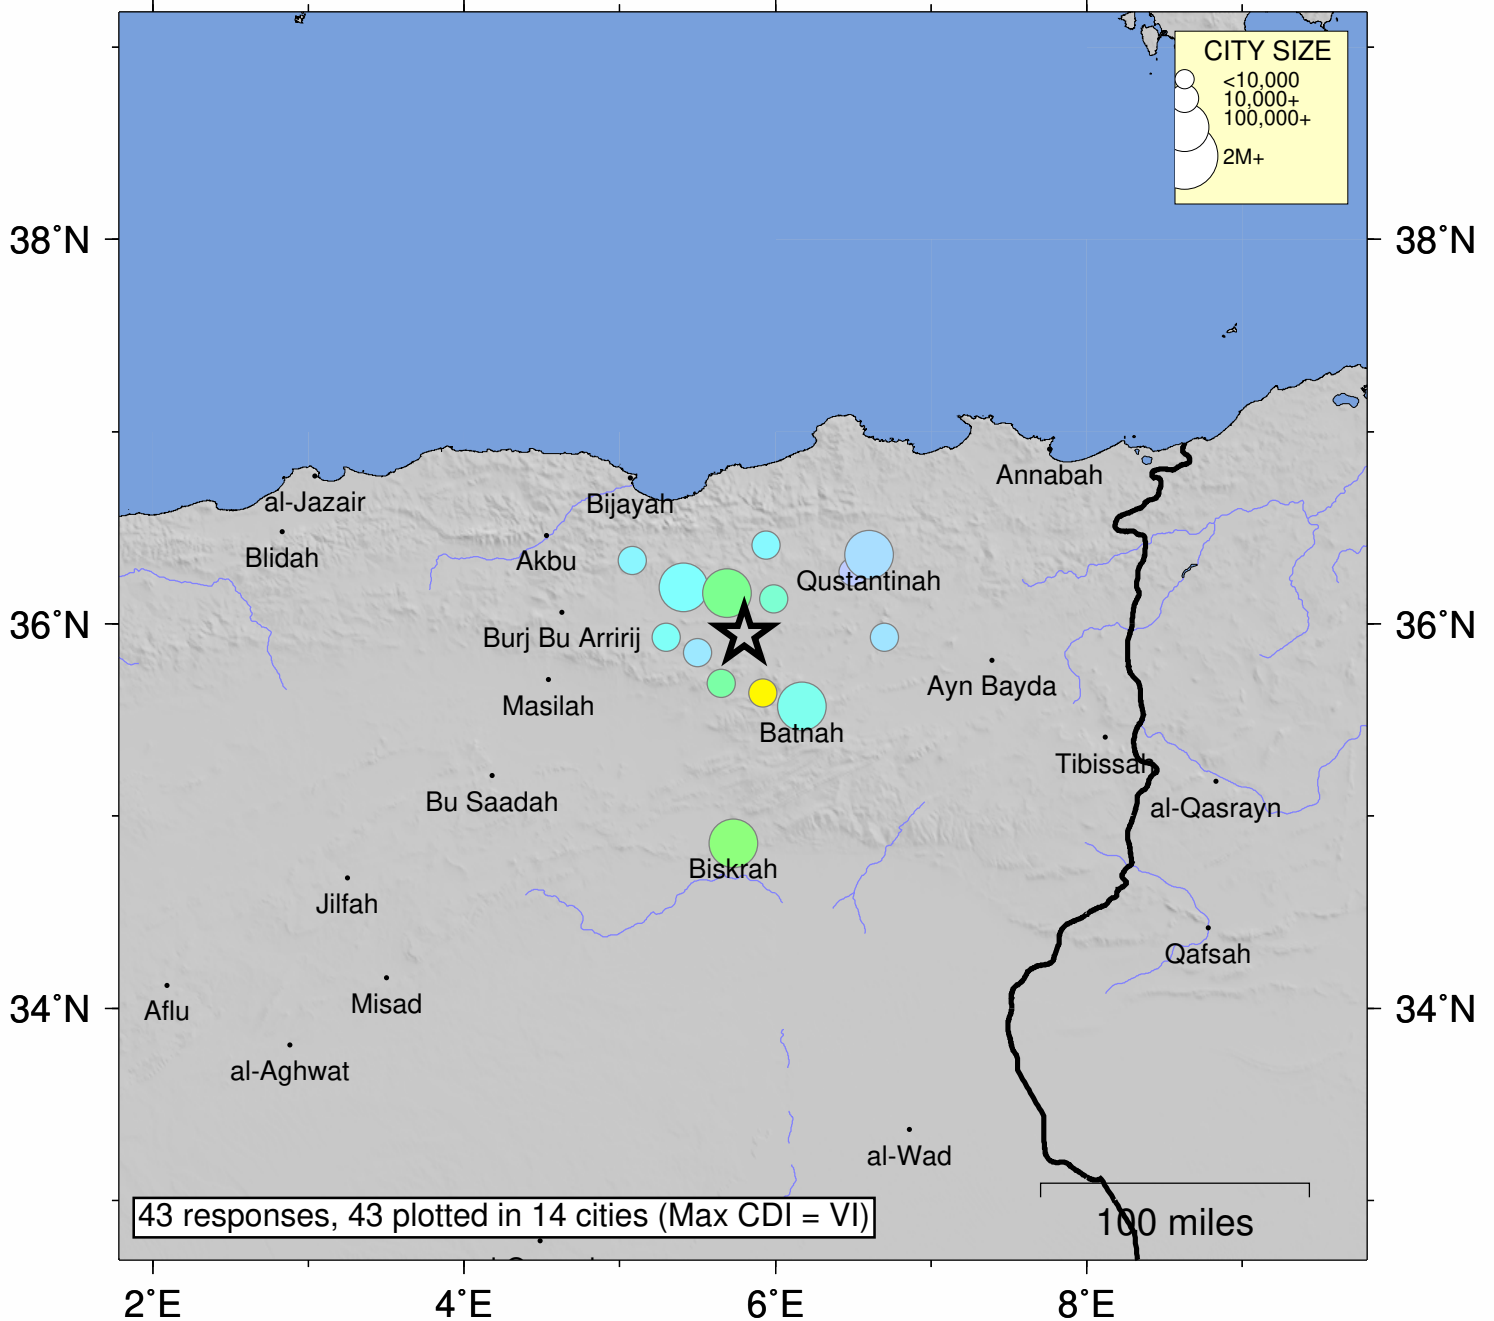 CITY SIZE
<10,000
10,000+
100,000+
2M+
38°N
38°N
Annabah
al-Jazair
Bijayah
Blidah
Akbu
Qustantinah
36°N
36°N
Burj Bu Arririj
Ayn Bayda
Masilah
Batnah
Tibissah
Bu Saadah
al-Qasrayn
Biskrah
Jilfah
Qafsah
34°N
34°N
Misad
Aflu
al-Aghwat
al-Wad
43 responses, 43 plotted in 14 cities (Max CDI = VI)
100 miles
2°E
4°E
6°E
8°E